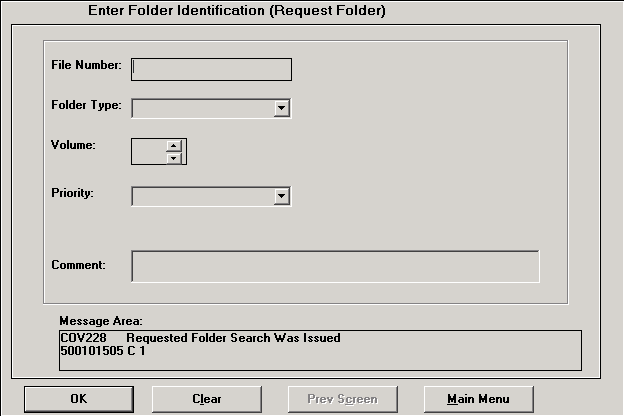 Enter Folder Identification (Request Folder)
File Number:
Folder Type:
Volume:
Priority:
Comment:
Message Area:
COV228 Requested Folder Search Was Issued
500101505 C 1
OK Clear Prev Screen Main Menu